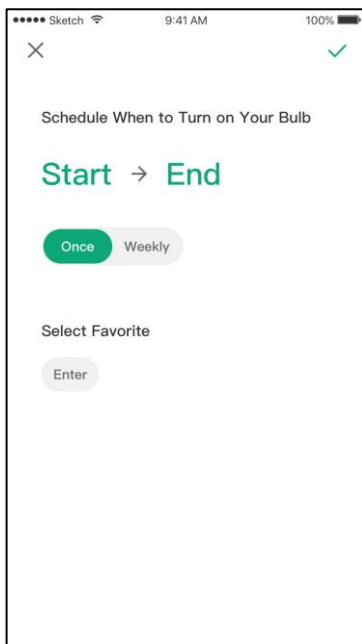 Sketch 9:41 AM 100%
Schedule When to Turn on Your Bulb
Start → End
Once Weekly
Select Favorite
Enter